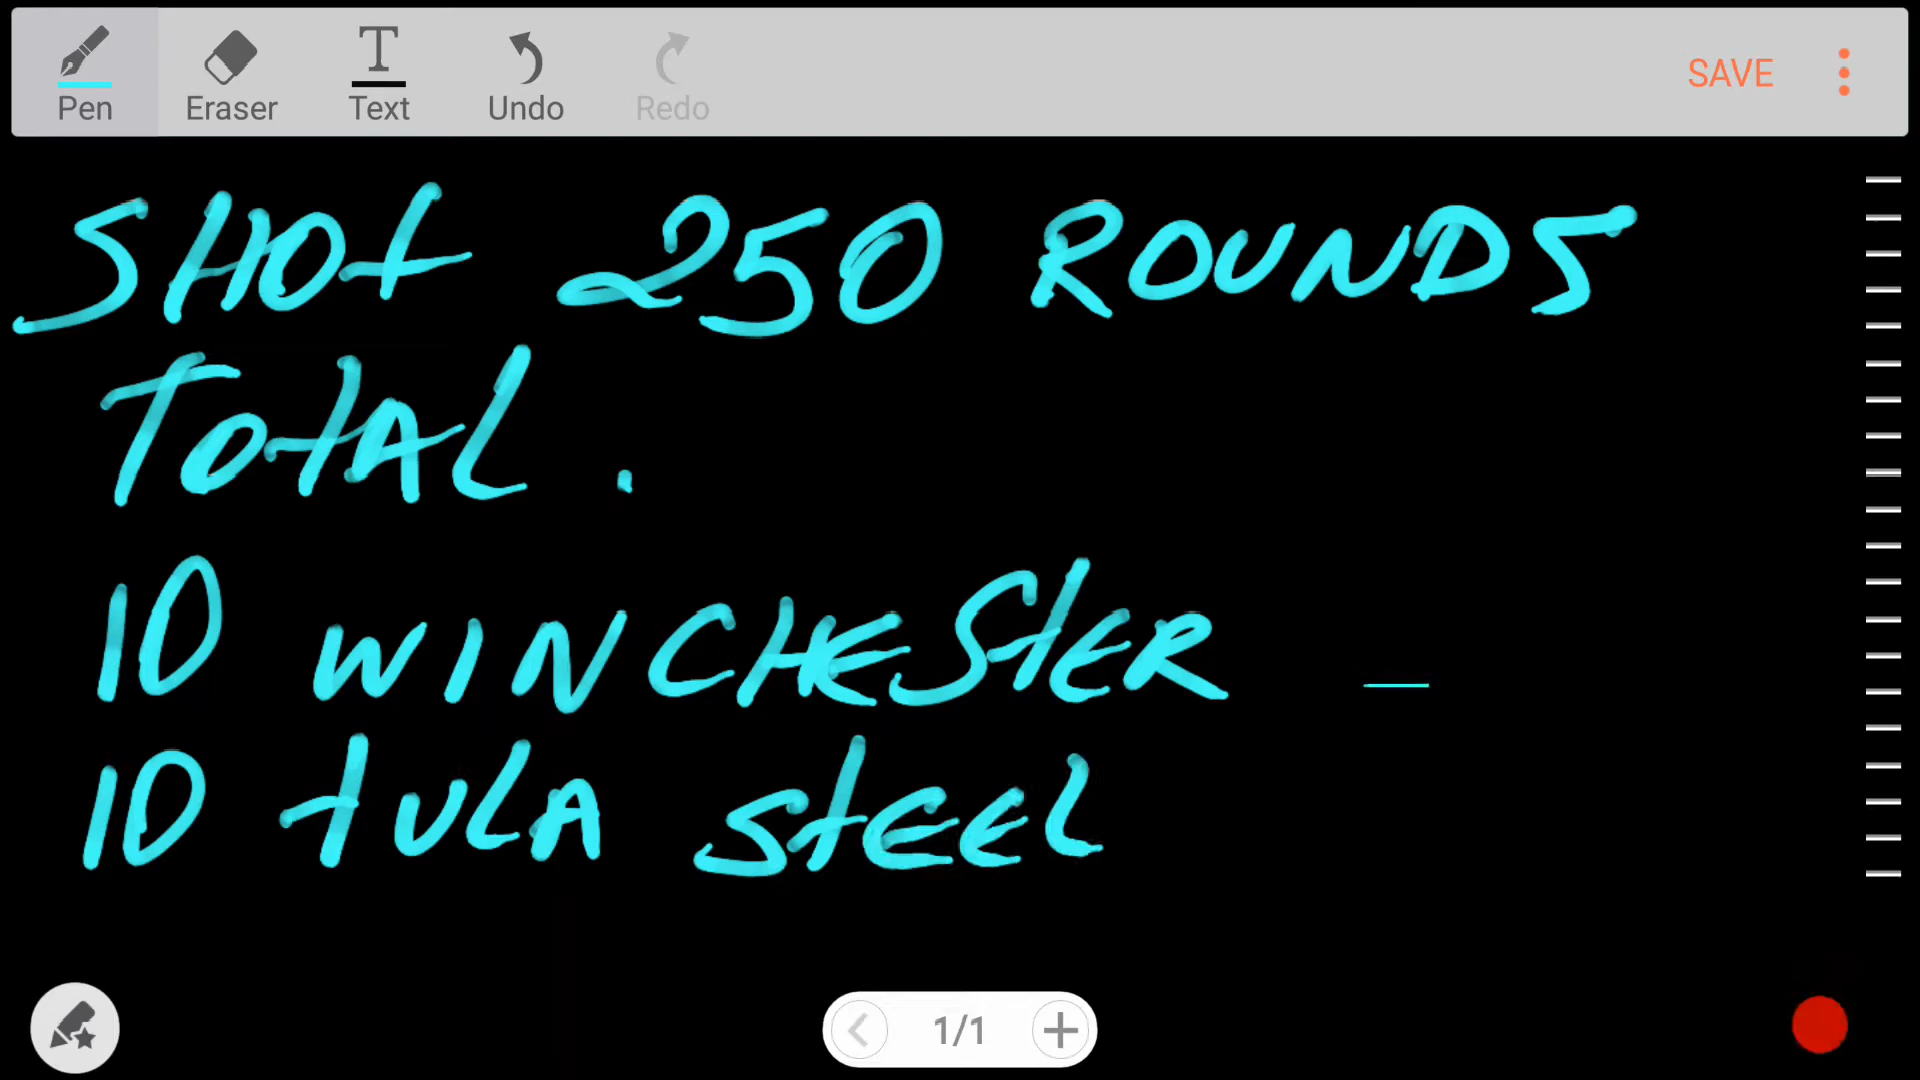 Pen Eraser Text Undo Redo SAVE
SHOt 250 ROUNDS
TOtAL .
10 WINCHEStER _
10 tULA StEEL
1/1